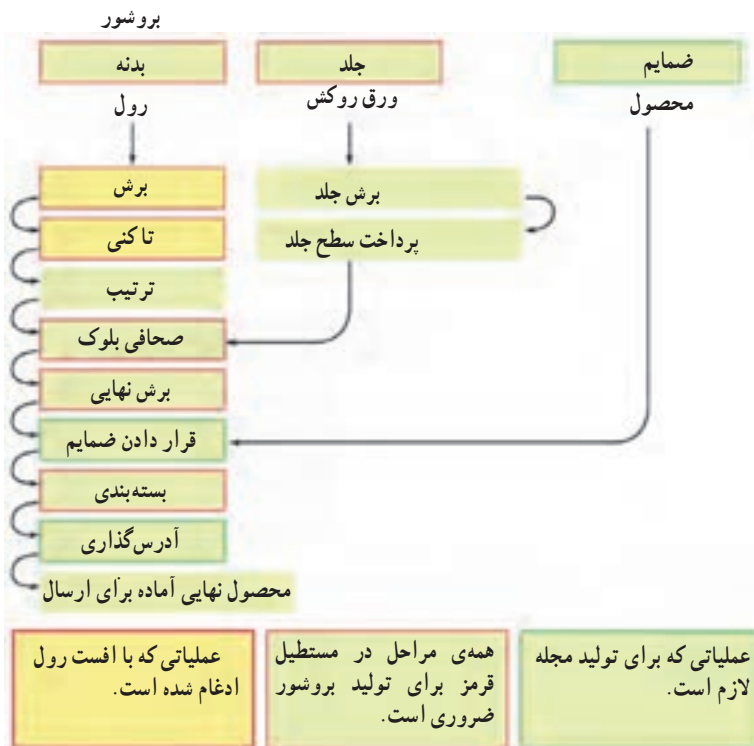 بروشور
بدنه
جلد
ضمایم
رول
ورق روکش
محصول
برش
برش جلد
تا کنی
پرداخت سطح جلد
ترتیب
صحافی بلوک
برش نهایی
قرار دادن ضمایم
بسته‌بندی
آدرس‌گذاری
محصول نهایی آماده برای ارسال
عملیاتی که برای تولید مجله
لازم است.
همه‌ی مراحل در مستطیل
قرمز برای تولید بروشور
ضروری است.
عملیاتی که با افست رول
ادغام شده است.